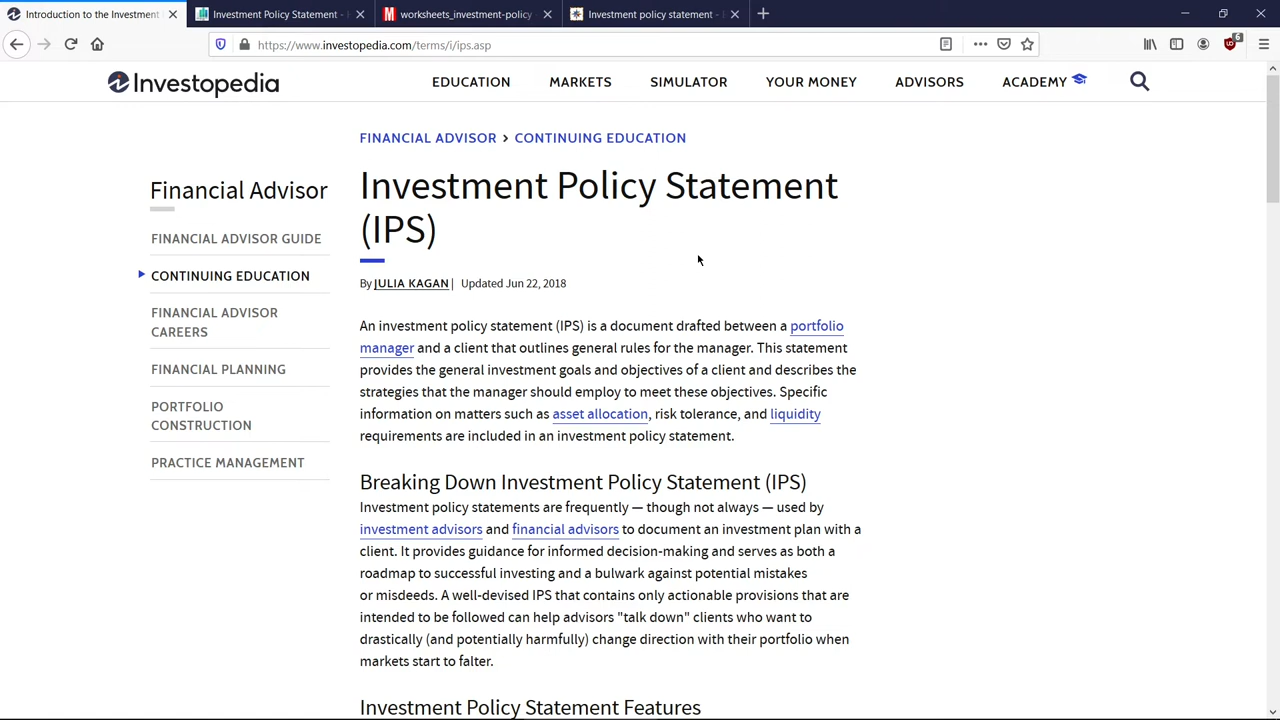 Introduction to the Investment
Investment Policy Statement -
worksheets_investment-policy
Investment policy statement -
https://www.investopedia.com/terms/i/ips.asp
6
Investopedia
EDUCATION
MARKETS
SIMULATOR
YOUR MONEY
ADVISORS
ACADEMY
FINANCIAL ADVISOR > CONTINUING EDUCATION
Financial Advisor
FINANCIAL ADVISOR GUIDE
CONTINUING EDUCATION
FINANCIAL ADVISOR
CAREERS
FINANCIAL PLANNING
PORTFOLIO
CONSTRUCTION
PRACTICE MANAGEMENT
Investment Policy Statement
(IPS)
By JULIA KAGAN | Updated Jun 22, 2018
An investment policy statement (IPS) is a document drafted between a portfolio
manager and a client that outlines general rules for the manager. This statement
provides the general investment goals and objectives of a client and describes the
strategies that the manager should employ to meet these objectives. Specific
information on matters such as asset allocation, risk tolerance, and liquidity
requirements are included in an investment policy statement.
Breaking Down Investment Policy Statement (IPS)
Investment policy statements are frequently — though not always — used by
investment advisors and financial advisors to document an investment plan with a
client. It provides guidance for informed decision-making and serves as both a
roadmap to successful investing and a bulwark against potential mistakes
or misdeeds. A well-devised IPS that contains only actionable provisions that are
intended to be followed can help advisors "talk down" clients who want to
drastically (and potentially harmfully) change direction with their portfolio when
markets start to falter.
Investment Policy Statement Features